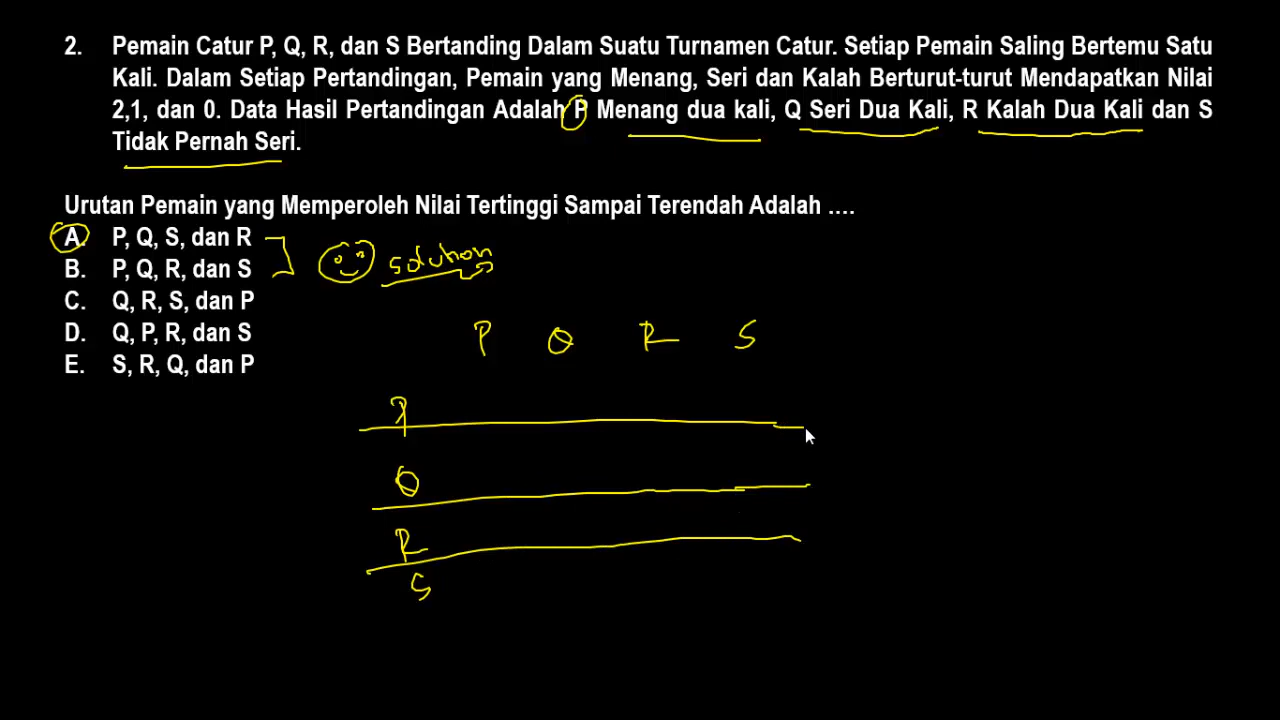 2. Pemain Catur P, Q, R, dan S Bertanding Dalam Suatu Turnamen Catur. Setiap Pemain Saling Bertemu Satu
Kali. Dalam Setiap Pertandingan, Pemain yang Menang, Seri dan Kalah Berturut-turut Mendapatkan Nilai
2,1, dan 0. Data Hasil Pertandingan Adalah P Menang dua kali, Q Seri Dua Kali, R Kalah Dua Kali dan S
Tidak Pernah Seri.
Urutan Pemain yang Memperoleh Nilai Tertinggi Sampai Terendah Adalah ....
A. P, Q, S, dan R
B. P, Q, R, dan S
solution
C. Q, R, S, dan P
D. Q, P, R, dan S
E. S, R, Q, dan P
P Q R S
P
Q
R
S